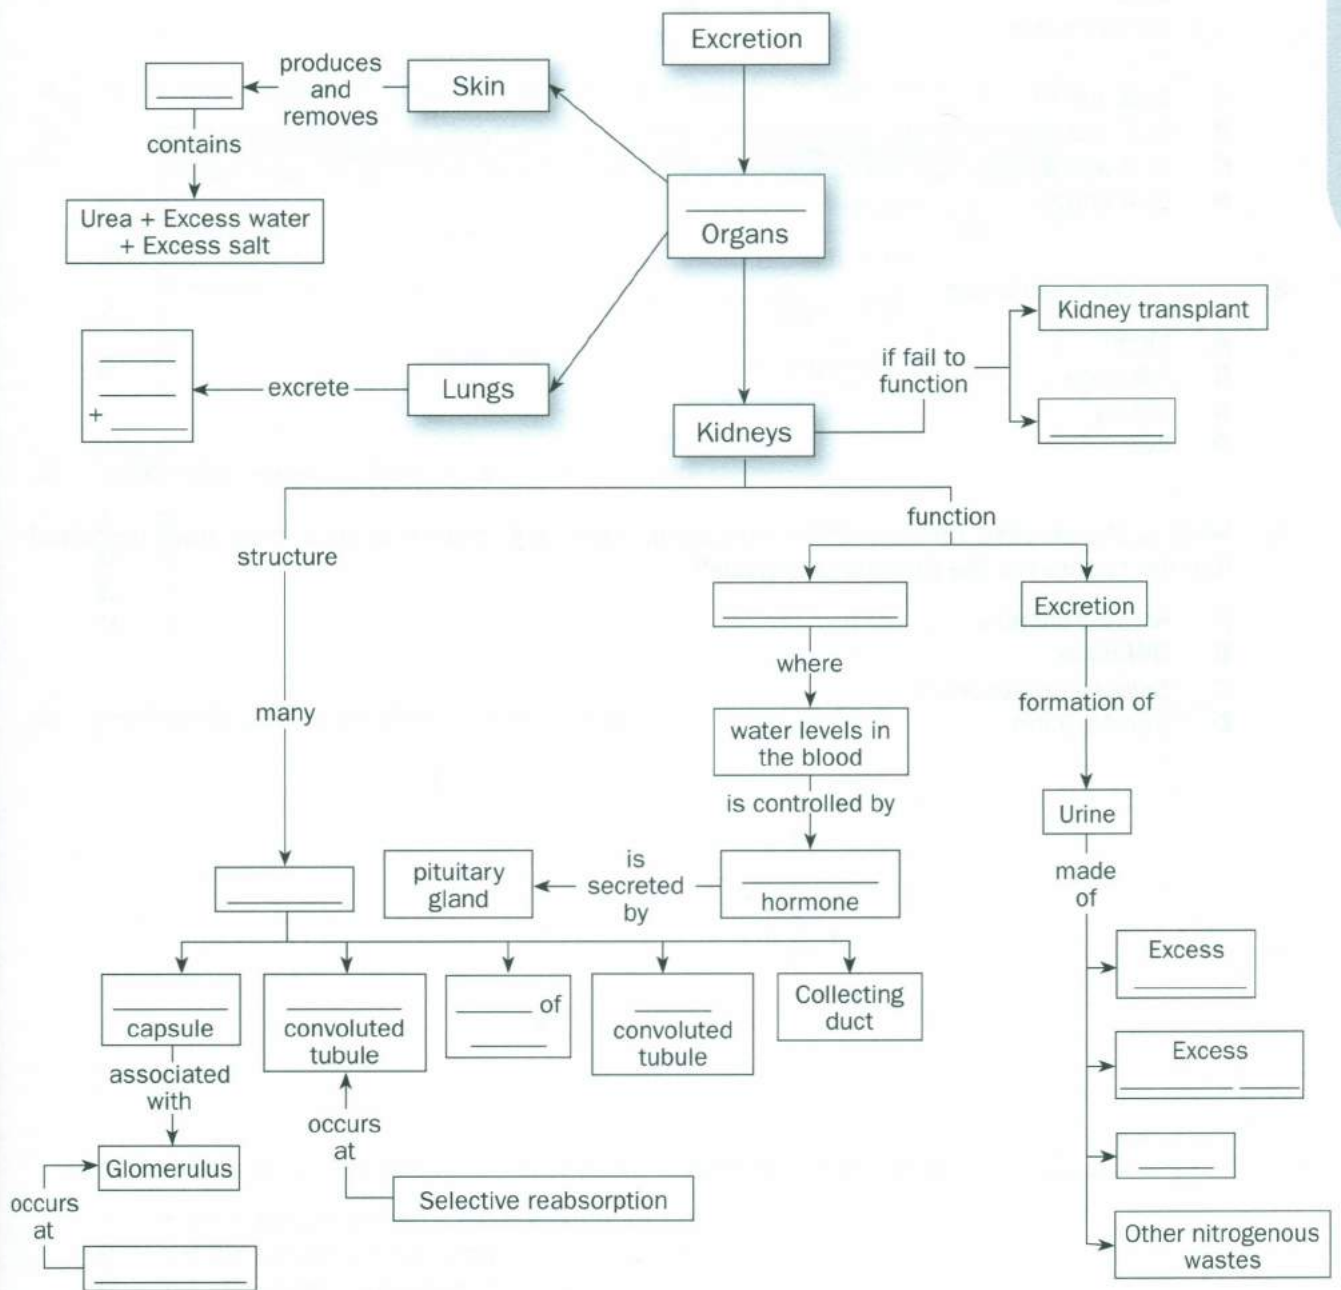 Excretion
produces
and
removes
Skin
contains
Urea + Excess water
+ Excess salt
Organs
Kidney transplant
if fail to
function
+
excrete
Lungs
Kidneys
function
structure
Excretion
where
formation of
many
water levels in
the blood
is controlled by
Urine
pituitary
gland
is
secreted
by
hormone
made
of
Excess
capsule
convoluted
tubule
of
convoluted
tubule
Collecting
duct
Excess
associated
with
occurs
at
Glomerulus
Selective reabsorption
occurs
at
Other nitrogenous
wastes